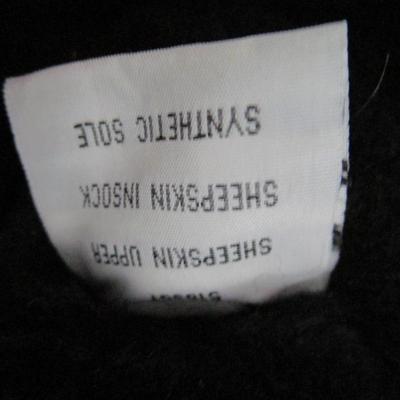 SHEEPSKIN UPPER
SHEEPSKIN INSOCK
SYNTHETIC SOLE